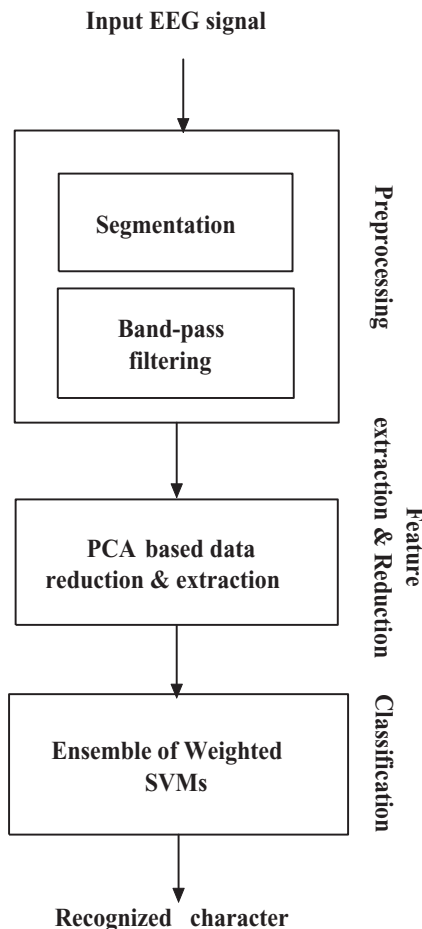 Input EEG signal
Segmentation
Preprocessing
Band-pass
filtering
Feature
extraction & Reduction
PCA based data
reduction & extraction
Classification
Ensemble of Weighted
SVMs
Recognized character